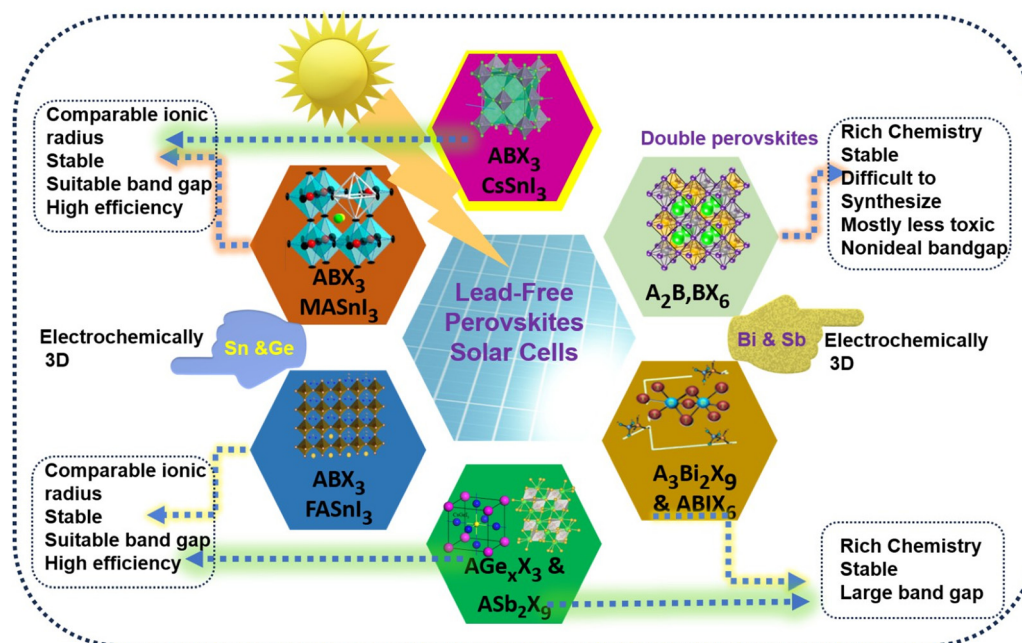 Comparable ionic
radius
Stable
Suitable band gap
High efficiency
ABX₃
CsSnI₃
Double perovskites
Rich Chemistry
Stable
Difficult to
Synthesize
Mostly less toxic
Nonideal bandgap
ABX₃
MASnI₃
A₂B,BX₆
Lead-Free
Perovskites
Solar Cells
Electrochemically
3D
Sn &Ge
Bi & Sb
Electrochemically
3D
ABX₃
FASnI₃
A₃Bi₂X₉
& ABIX₆
Comparable ionic
radius
Stable
Suitable band gap
High efficiency
AGeₓX₃ &
ASb₂X₉
Rich Chemistry
Stable
Large band gap